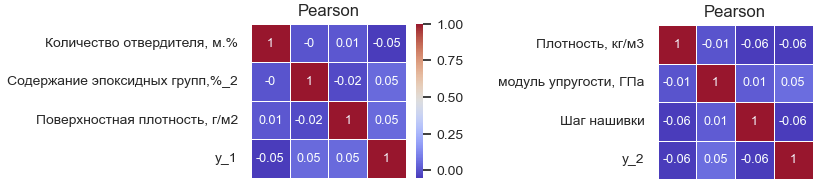 Pearson
Количество отвердителя, м.% 1 -0 0.01 -0.05
Содержание эпоксидных групп,%_2 -0 1 -0.02 0.05
Поверхностная плотность, г/м2 0.01 -0.02 1 0.05
y_1 -0.05 0.05 0.05 1
1.00
0.75
0.50
0.25
0.00
Pearson
Плотность, кг/м3 1 -0.01 -0.06 -0.06
модуль упругости, ГПа -0.01 1 0.01 0.05
Шаг нашивки -0.06 0.01 1 -0.06
y_2 -0.06 0.05 -0.06 1